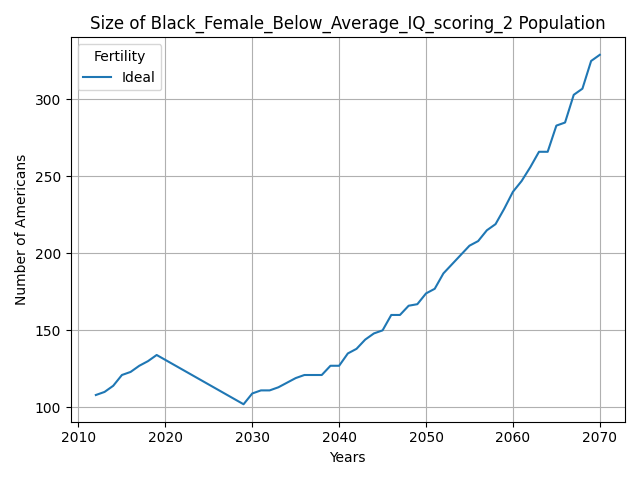 Size of Black_Female_Below_Average_IQ_scoring_2 Population
Fertility
Ideal
Number of Americans
300
250
200
150
100
2010 2020 2030 2040 2050 2060 2070
Years